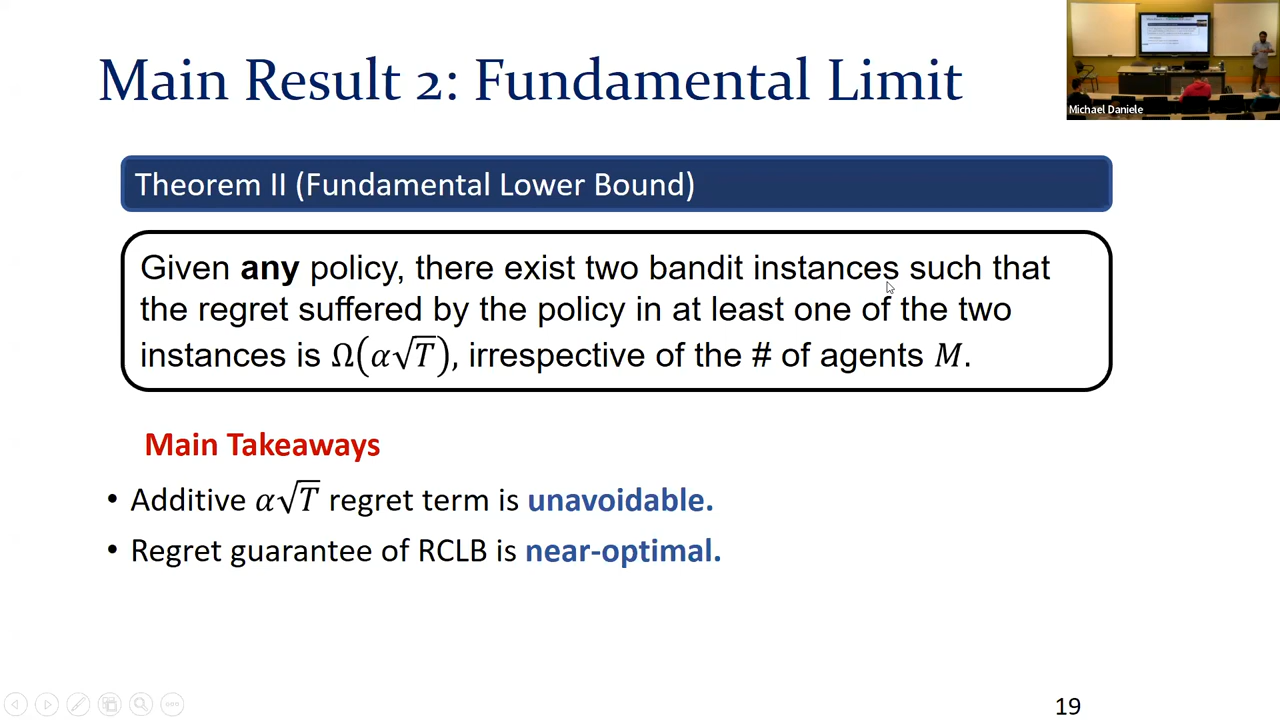 Main Result 2: Fundamental Limit
Michael Daniele
Theorem II (Fundamental Lower Bound)
Given any policy, there exist two bandit instances such that
the regret suffered by the policy in at least one of the two
instances is Ω(α√T), irrespective of the # of agents M.
Main Takeaways
• Additive α√T regret term is unavoidable.
• Regret guarantee of RCLB is near-optimal.
19